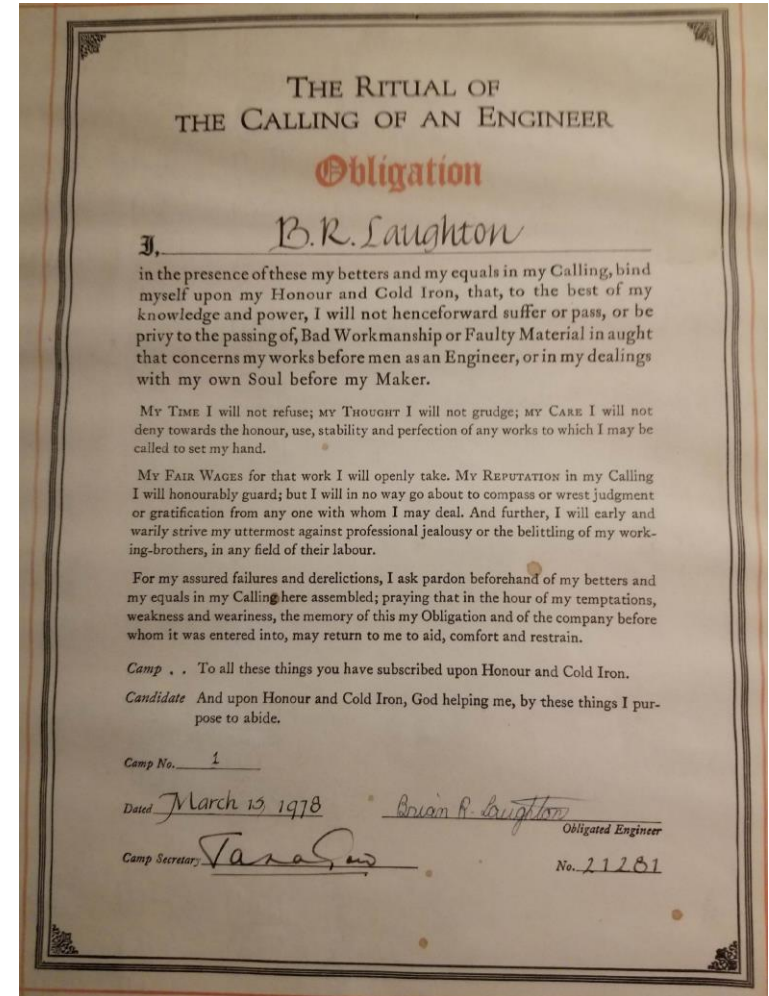 THE RITUAL OF
THE CALLING OF AN ENGINEER
Obligation
I, B.R. Laughton
in the presence of these my betters and my equals in my Calling, bind
myself upon my Honour and Cold Iron, that, to the best of my
knowledge and power, I will not henceforward suffer or pass, or be
privy to the passing of, Bad Workmanship or Faulty Material in aught
that concerns my works before men as an Engineer, or in my dealings
with my own Soul before my Maker.
MY TIME I will not refuse; MY THOUGHT I will not grudge; MY CARE I will not
deny towards the honour, use, stability and perfection of any works to which I may be
called to set my hand.
MY FAIR WAGES for that work I will openly take. MY REPUTATION in my Calling
I will honourably guard; but I will in no way go about to compass or wrest judgment
or gratification from any one with whom I may deal. And further, I will early and
warily strive my uttermost against professional jealousy or the belittling of my work-
ing-brothers, in any field of their labour.
For my assured failures and derelictions, I ask pardon beforehand of my betters and
my equals in my Calling here assembled; praying that in the hour of my temptations,
weakness and weariness, the memory of this my Obligation and of the company before
whom it was entered into, may return to me to aid, comfort and restrain.
Camp . . To all these things you have subscribed upon Honour and Cold Iron.
Candidate And upon Honour and Cold Iron, God helping me, by these things I pur-
pose to abide.
Camp No. 1
Dated March 13, 1978 Brian R. Laughton
Obligated Engineer
Camp Secretary
No. 21281